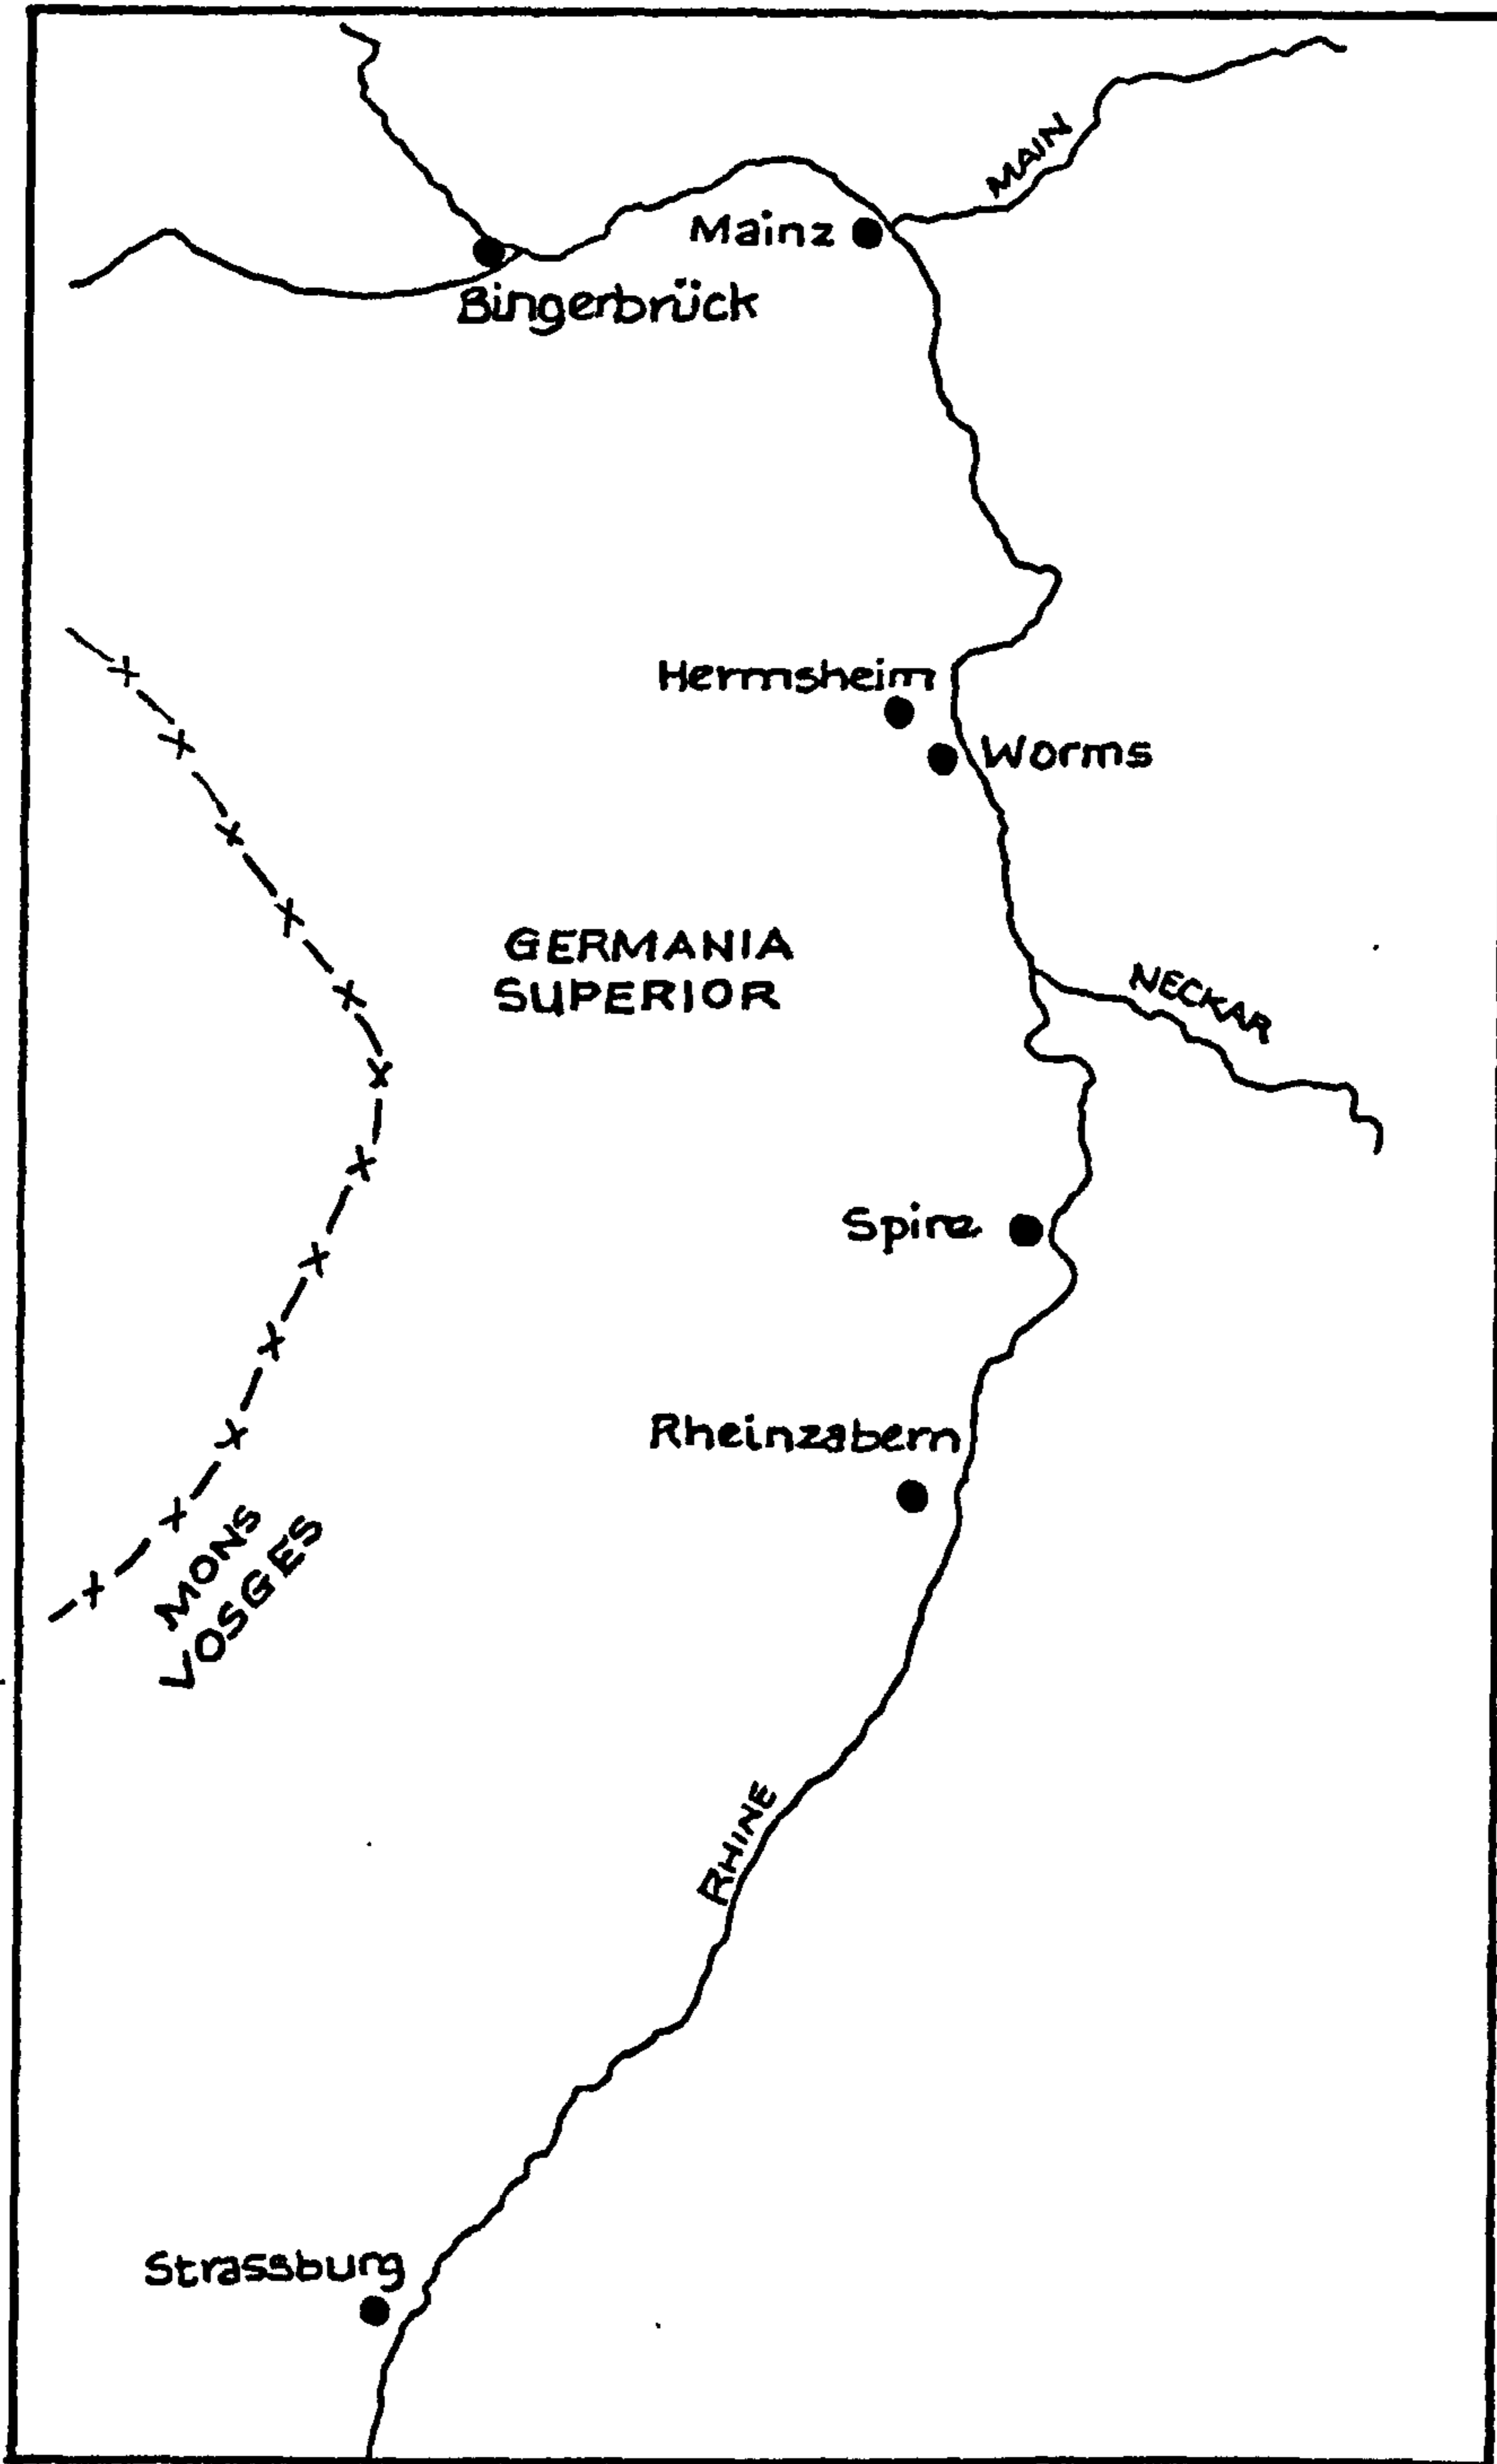 MAIN
Mainz
Bingerbrück
Hermsheim
Worms
GERMANIA
SUPERIOR
NECKAR
Spire
Rheinzabern
MONS
VOSGES
RHINE
Strassburg